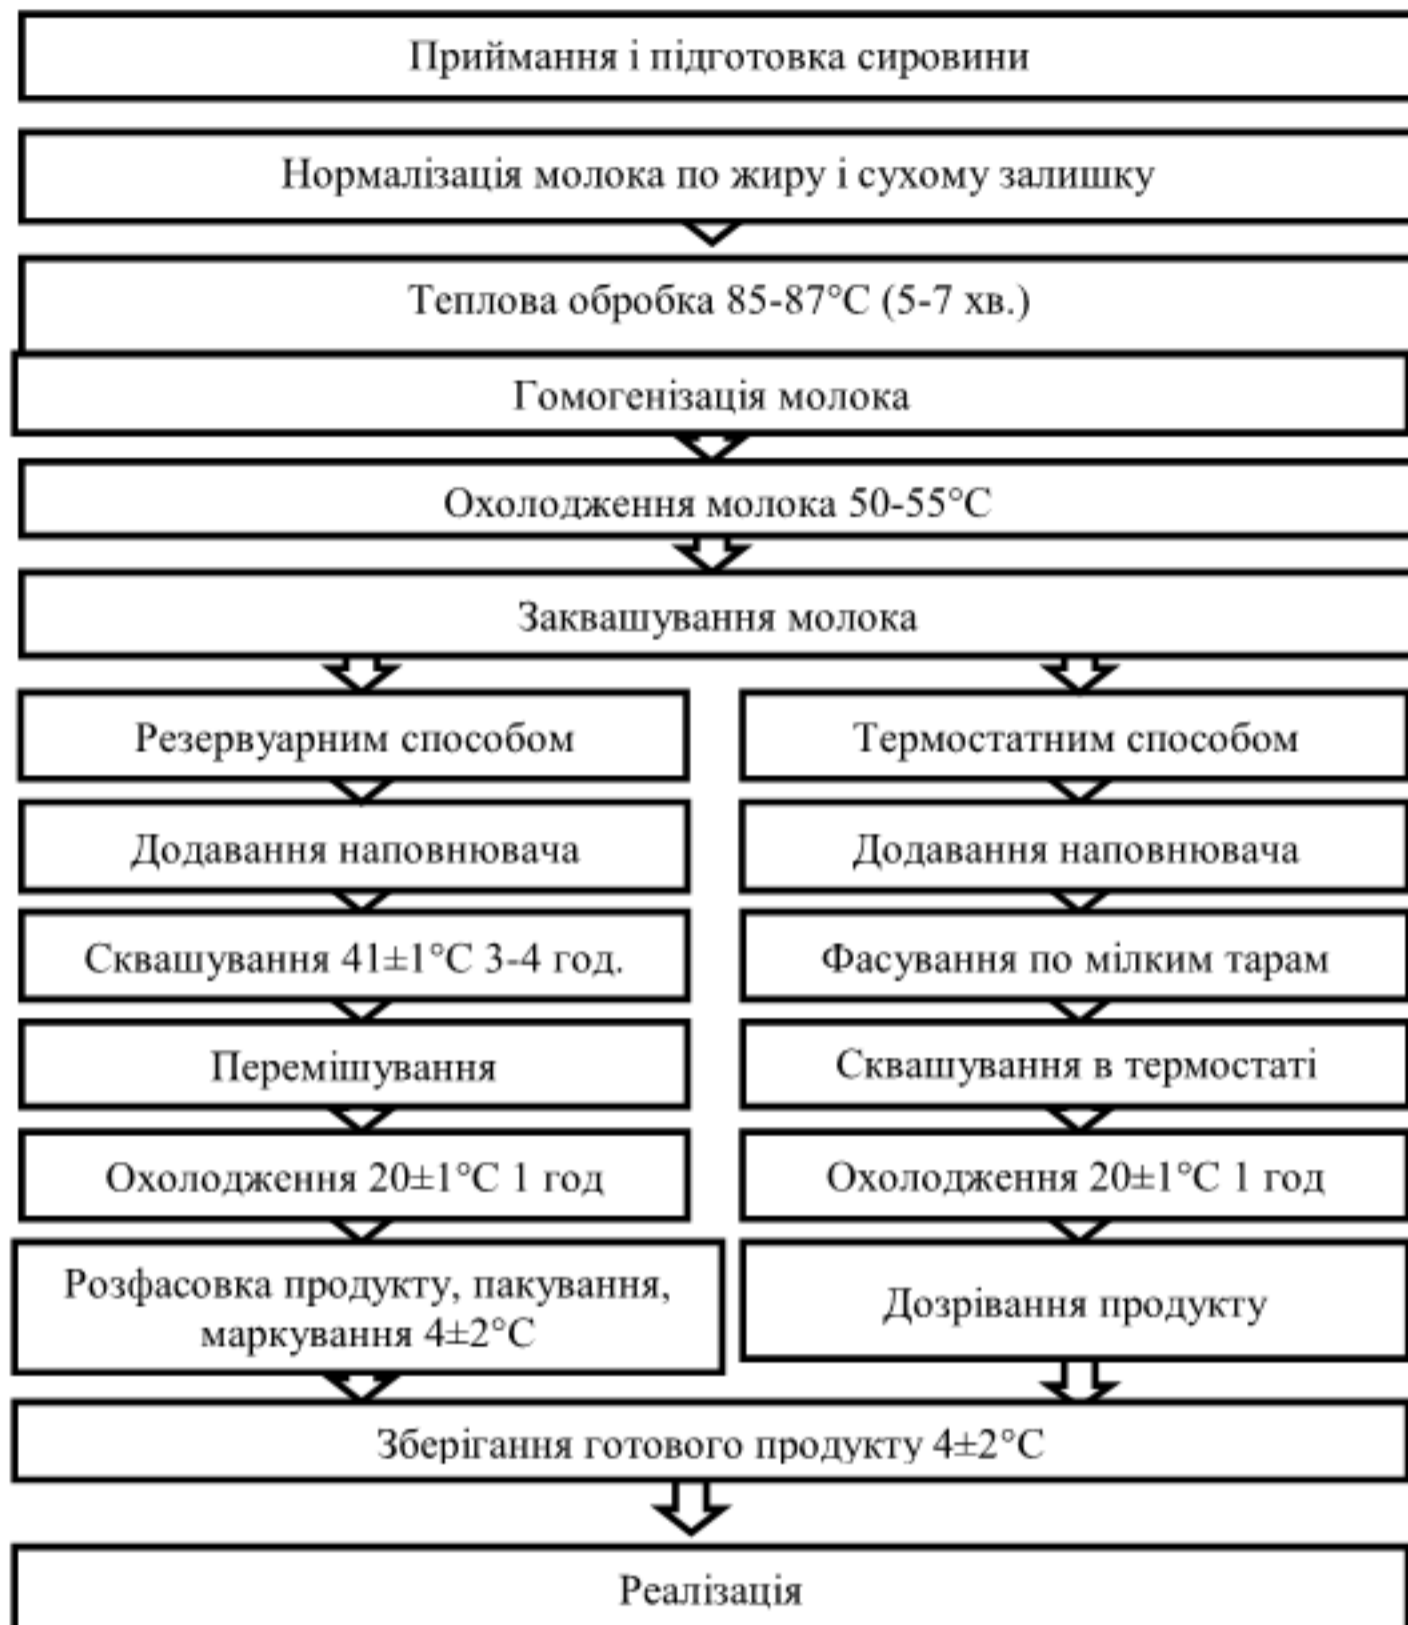 Приймання і підготовка сировини
Нормалізація молока по жиру і сухому залишку
Теплова обробка 85-87°С (5-7 хв.)
Гомогенізація молока
Охолодження молока 50-55°С
Заквашування молока
Резервуарним способом
Термостатним способом
Додавання наповнювача
Додавання наповнювача
Сквашування 41±1°С 3-4 год.
Фасування по мілким тарам
Перемішування
Сквашування в термостаті
Охолодження 20±1°С 1 год
Охолодження 20±1°С 1 год
Розфасовка продукту, пакування,
маркування 4±2°С
Дозрівання продукту
Зберігання готового продукту 4±2°С
Реалізація